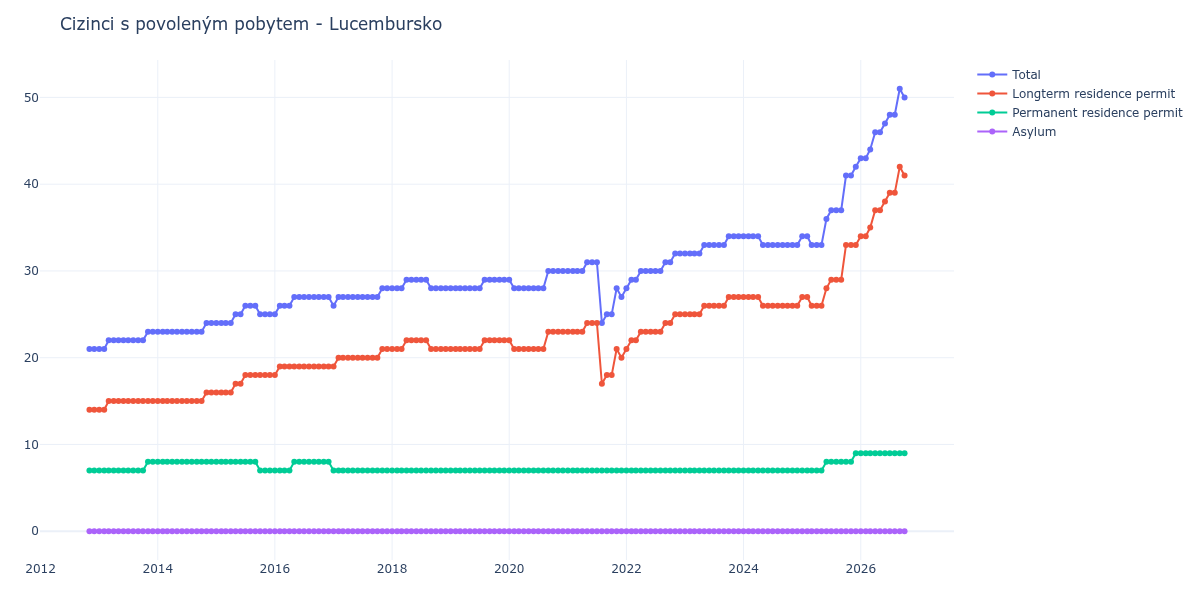 Cizinci s povoleným pobytem - Lucembursko
Total
Longterm residence permit
Permanent residence permit
Asylum
50
40
30
20
10
0
2012
2014
2016
2018
2020
2022
2024
2026